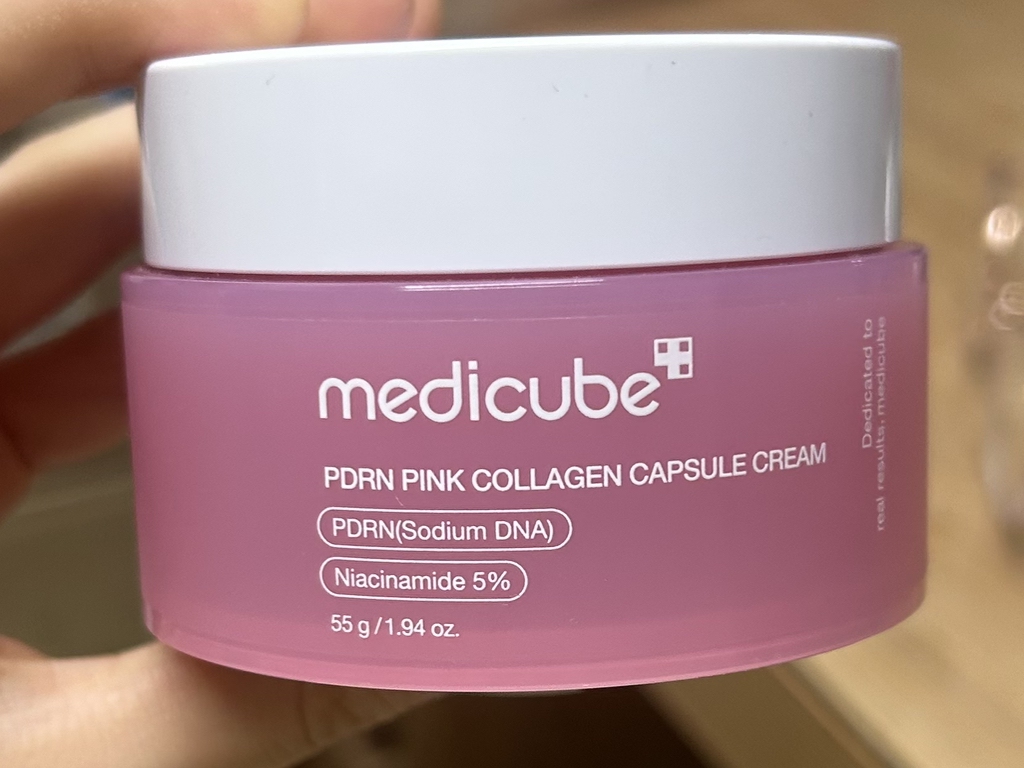 medicube
PDRN PINK COLLAGEN CAPSULE CREAM
PDRN(Sodium DNA)
Niacinamide 5%
55 g / 1.94 oz.
Dedicated to
real results, medicube